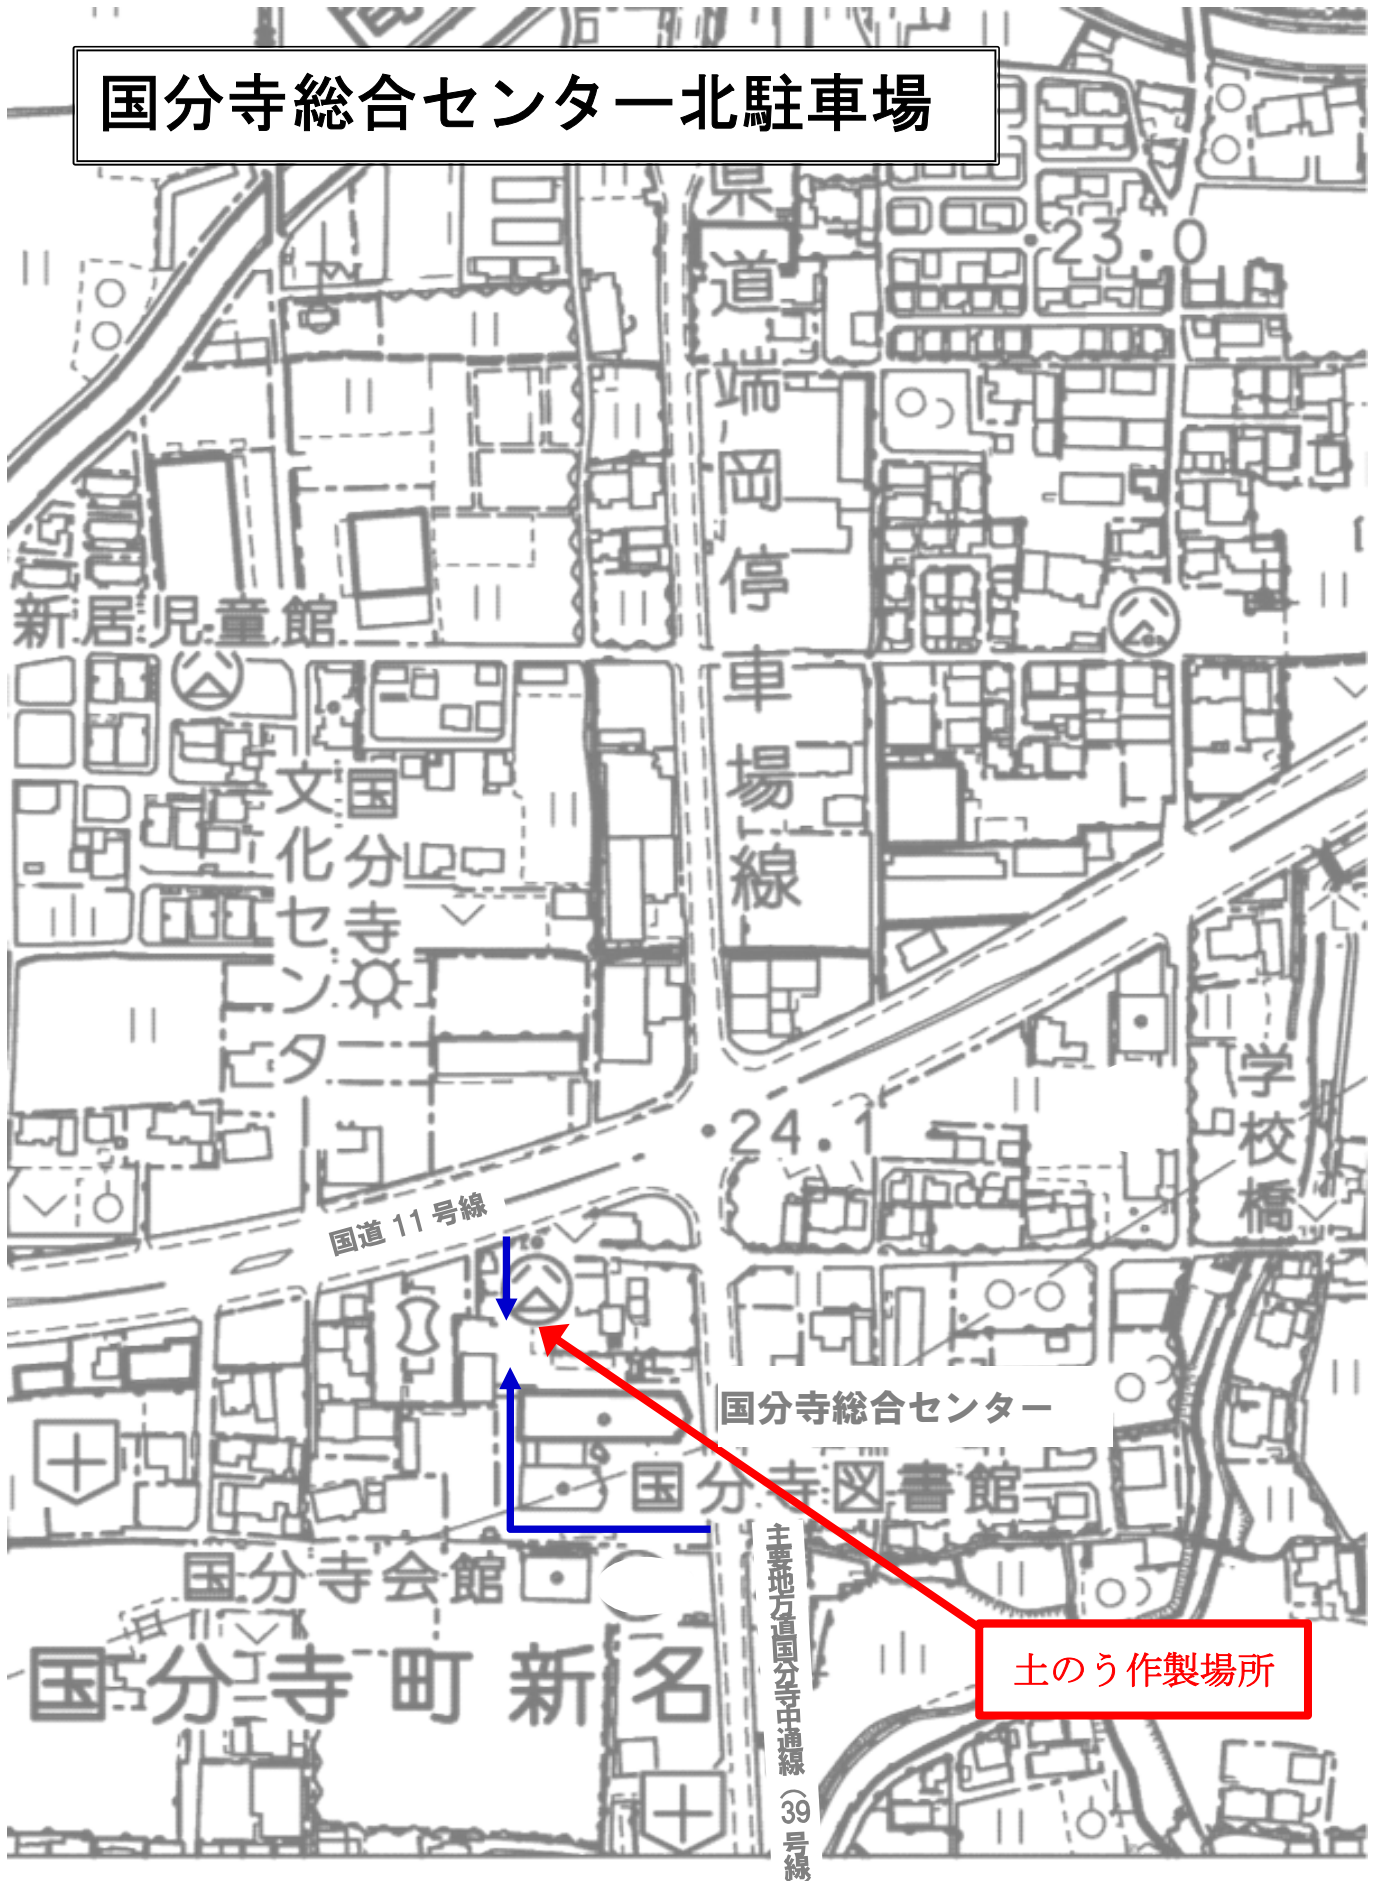 国分寺総合センター北駐車場
県道端岡停車場線
・23.0
新居児童館
国分寺
文化センター
・24.1
学校橋
国道 11 号線
国分寺総合センター
国分寺図書館
国分寺会館
主要地方道国分寺中通線(39号線
土のう作製場所
国分寺町新名